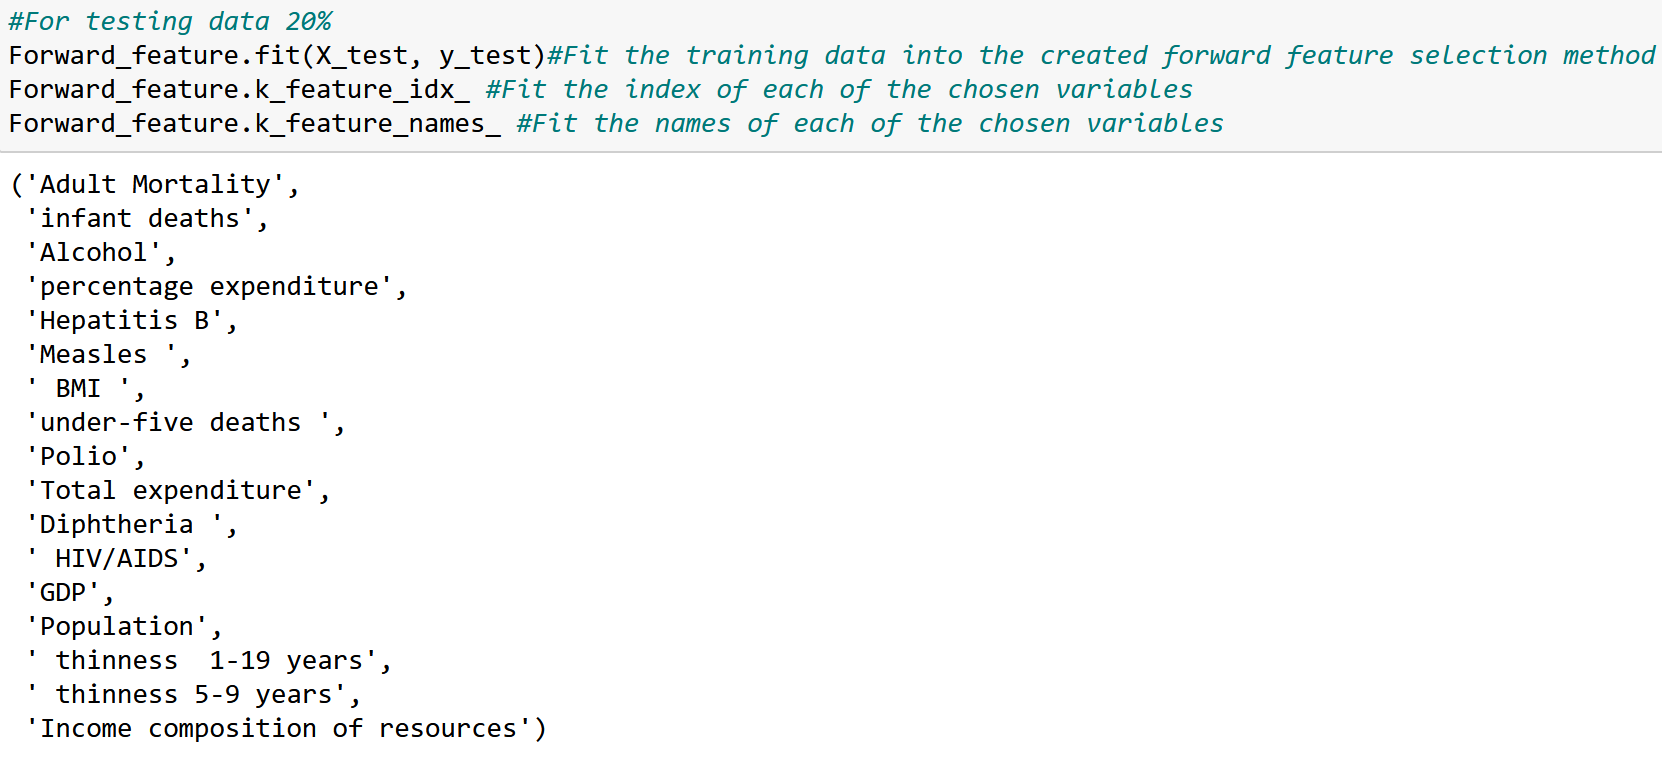 #For testing data 20%
Forward_feature.fit(X_test, y_test)#Fit the training data into the created forward feature selection method
Forward_feature.k_feature_idx_ #Fit the index of each of the chosen variables
Forward_feature.k_feature_names_ #Fit the names of each of the chosen variables
('Adult Mortality',
 'infant deaths',
 'Alcohol',
 'percentage expenditure',
 'Hepatitis B',
 'Measles ',
 ' BMI ',
 'under-five deaths ',
 'Polio',
 'Total expenditure',
 'Diphtheria ',
 ' HIV/AIDS',
 'GDP',
 'Population',
 ' thinness  1-19 years',
 ' thinness 5-9 years',
 'Income composition of resources')